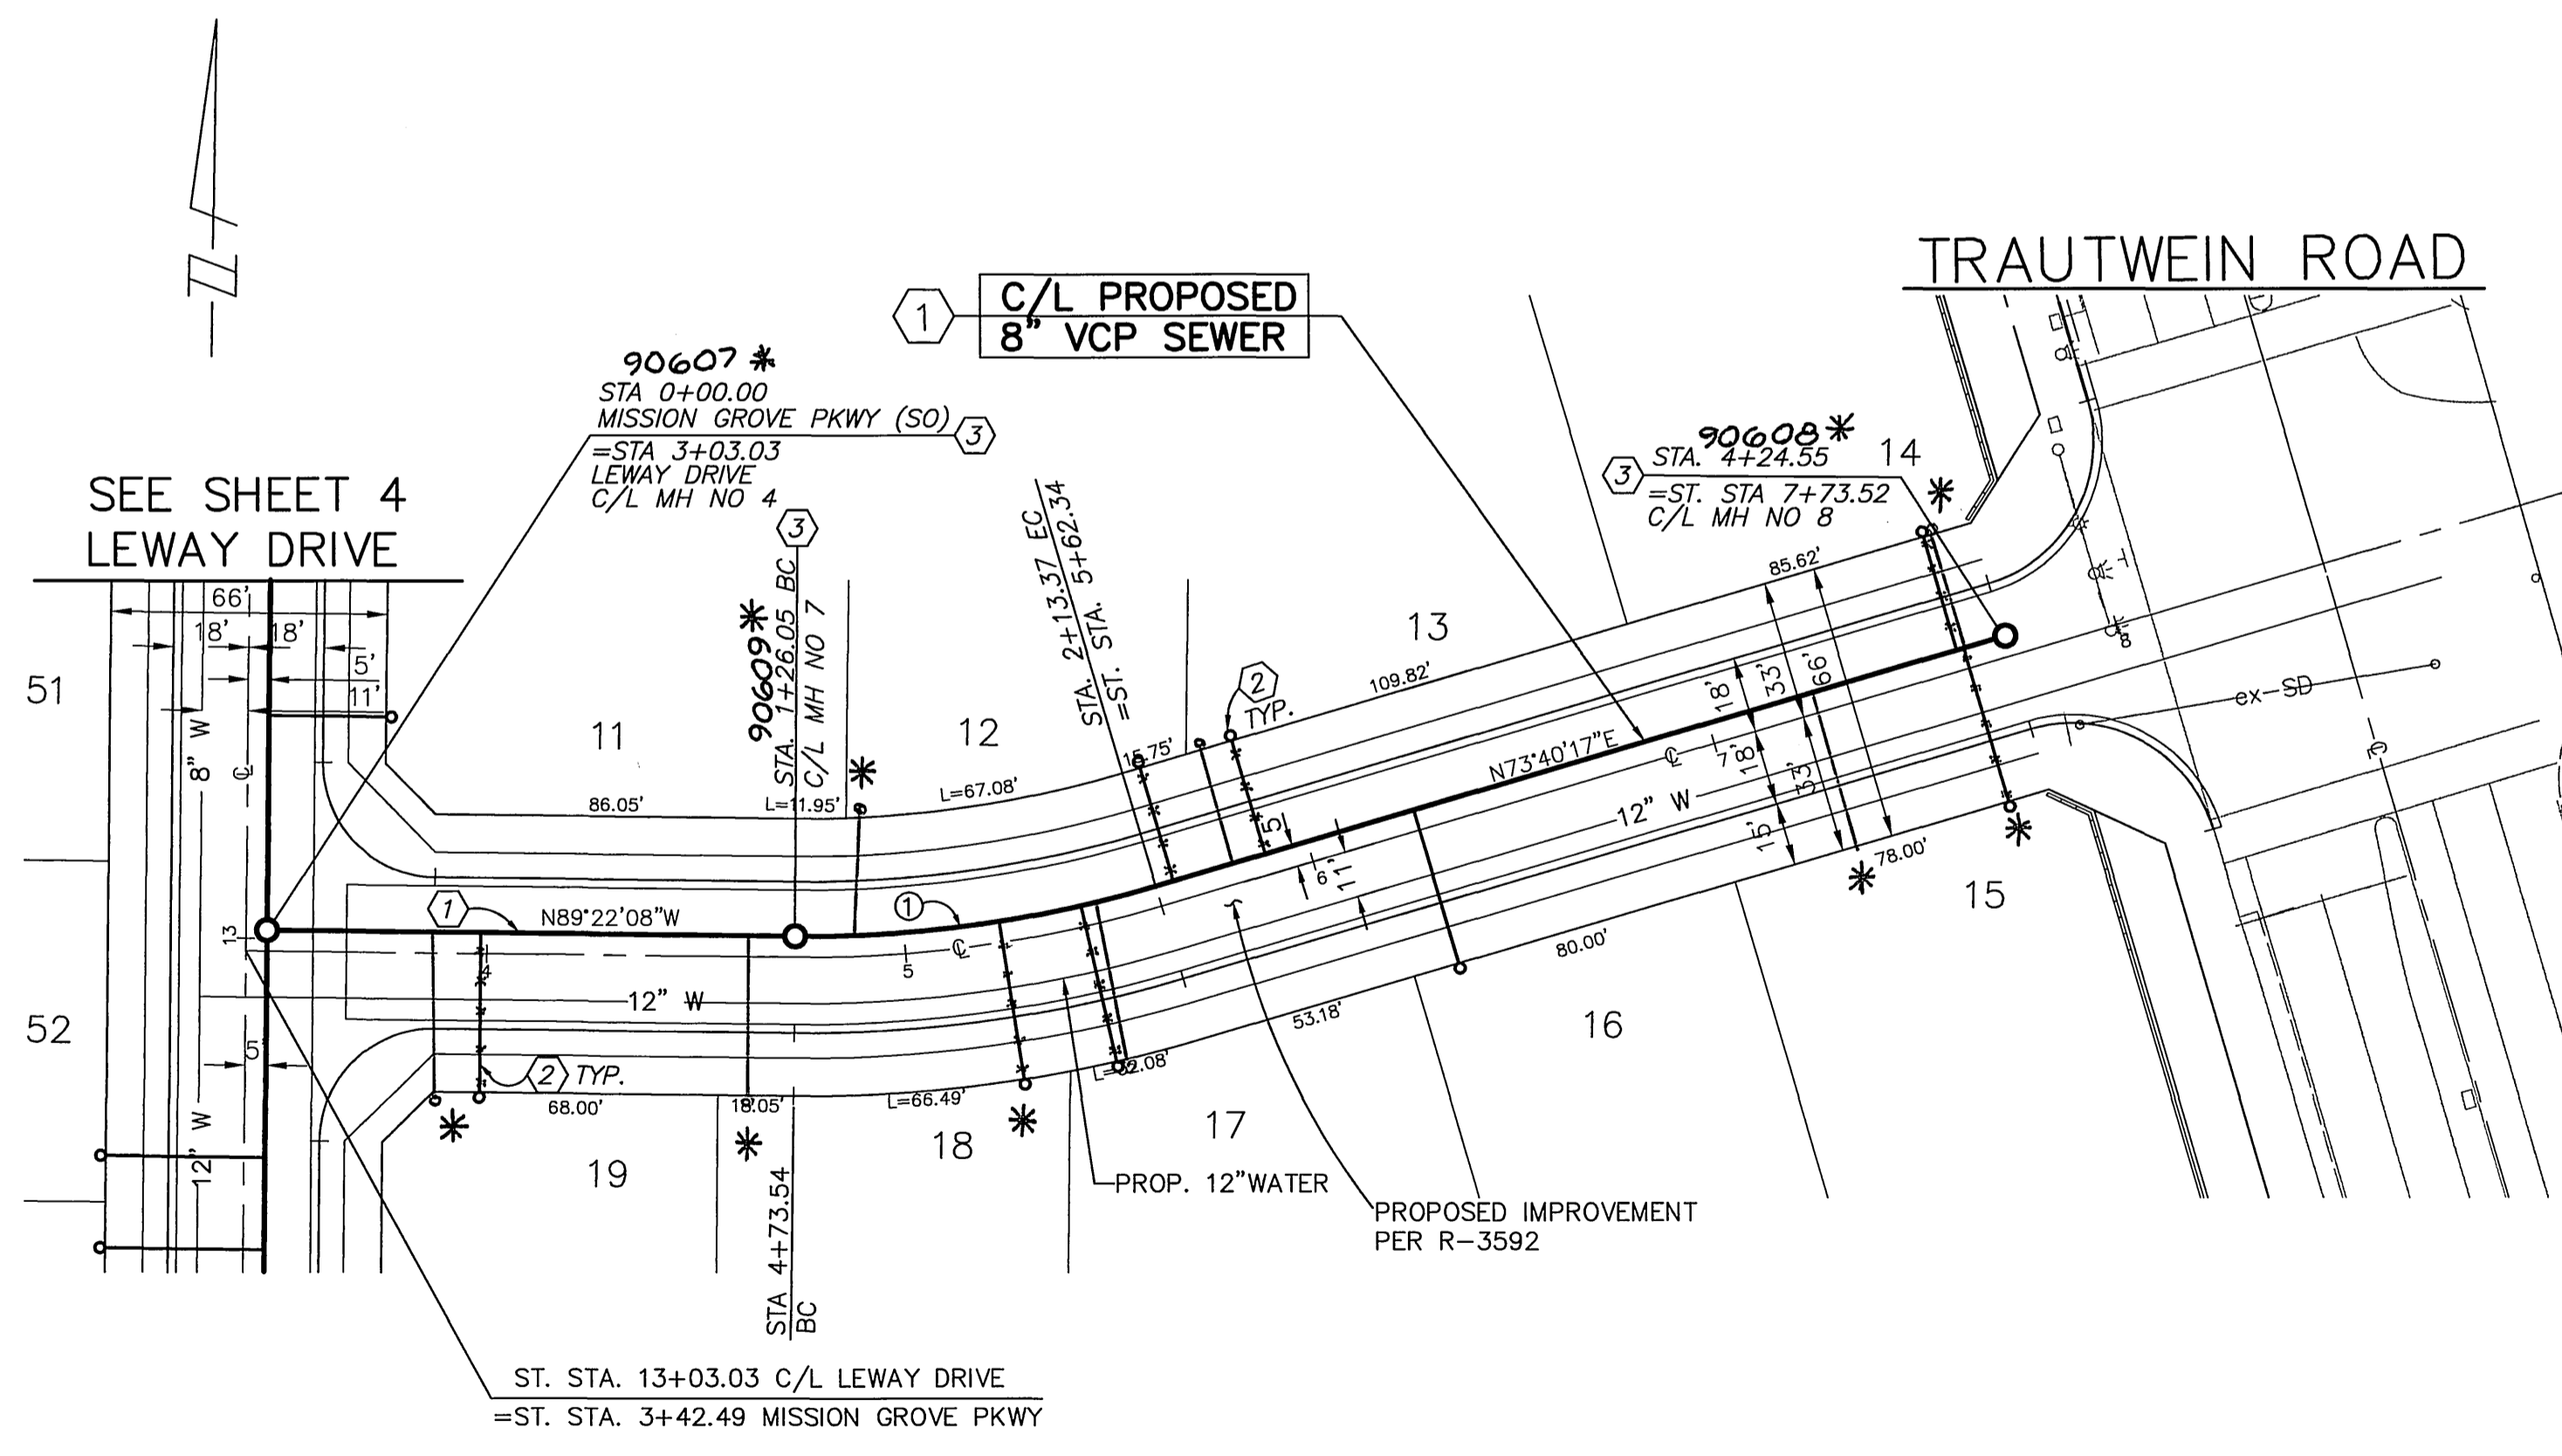 TRAUTWEIN ROAD
1
C/L PROPOSED
8" VCP SEWER
90607 *
STA 0+00.00
MISSION GROVE PKWY (SO)
3
=STA 3+03.03
LEWAY DRIVE
C/L MH NO 4
90608 *
STA. 4+24.55
3
=ST. STA 7+73.52
C/L MH NO 8
14
SEE SHEET 4
LEWAY DRIVE
3
90609 *
STA. 1+26.05 BC
C/L MH NO 7
STA. 2+13.37 EC
=ST. STA. 5+62.34
66'
18'
18'
5'
11'
51
8" W
11
12
13
2
TYP.
85.62'
109.82'
15.75'
L=67.08'
86.05'
L=11.95'
18'
33'
66'
18'
33'
15'
7
N73°40'17"E
12" W
5'
6
11'
ex-SD
8
78.00'
15
1
N89°22'08"W
1
13
4
5
12" W
52
5'
12" W
2
TYP.
68.00'
18.05'
L=66.49'
53.18'
80.00'
16
17
18
19
PROP. 12"WATER
PROPOSED IMPROVEMENT
PER R-3592
STA 4+73.54
BC
ST. STA. 13+03.03 C/L LEWAY DRIVE
=ST. STA. 3+42.49 MISSION GROVE PKWY